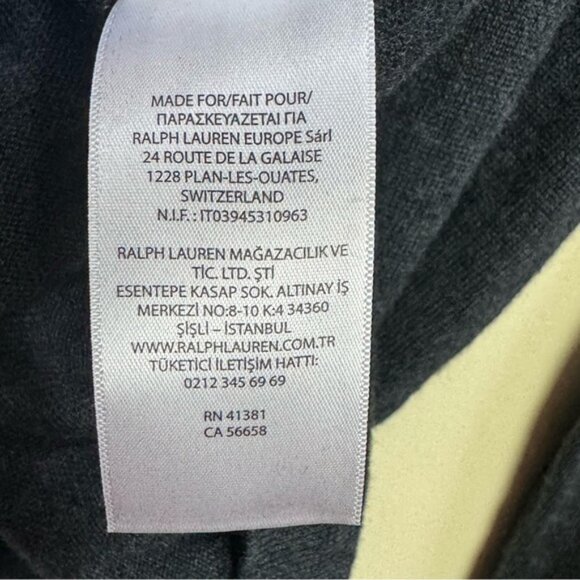 MADE FOR/FAIT POUR/
ΠΑΡΑΣΚΕΥΑΖΕΤΑΙ ΓΙΑ
RALPH LAUREN EUROPE Sárl
24 ROUTE DE LA GALAISE
1228 PLAN-LES-OUATES,
SWITZERLAND
N.I.F. : IT03945310963
RALPH LAUREN MAĞAZACILIK VE
TİC. LTD. ŞTİ
ESENTEPE KASAP SOK. ALTINAY İŞ
MERKEZİ NO:8-10 K:4 34360
ŞİŞLİ – İSTANBUL
WWW.RALPHLAUREN.COM.TR
TÜKETİCİ İLETİŞİM HATTI:
0212 345 69 69
RN 41381
CA 56658